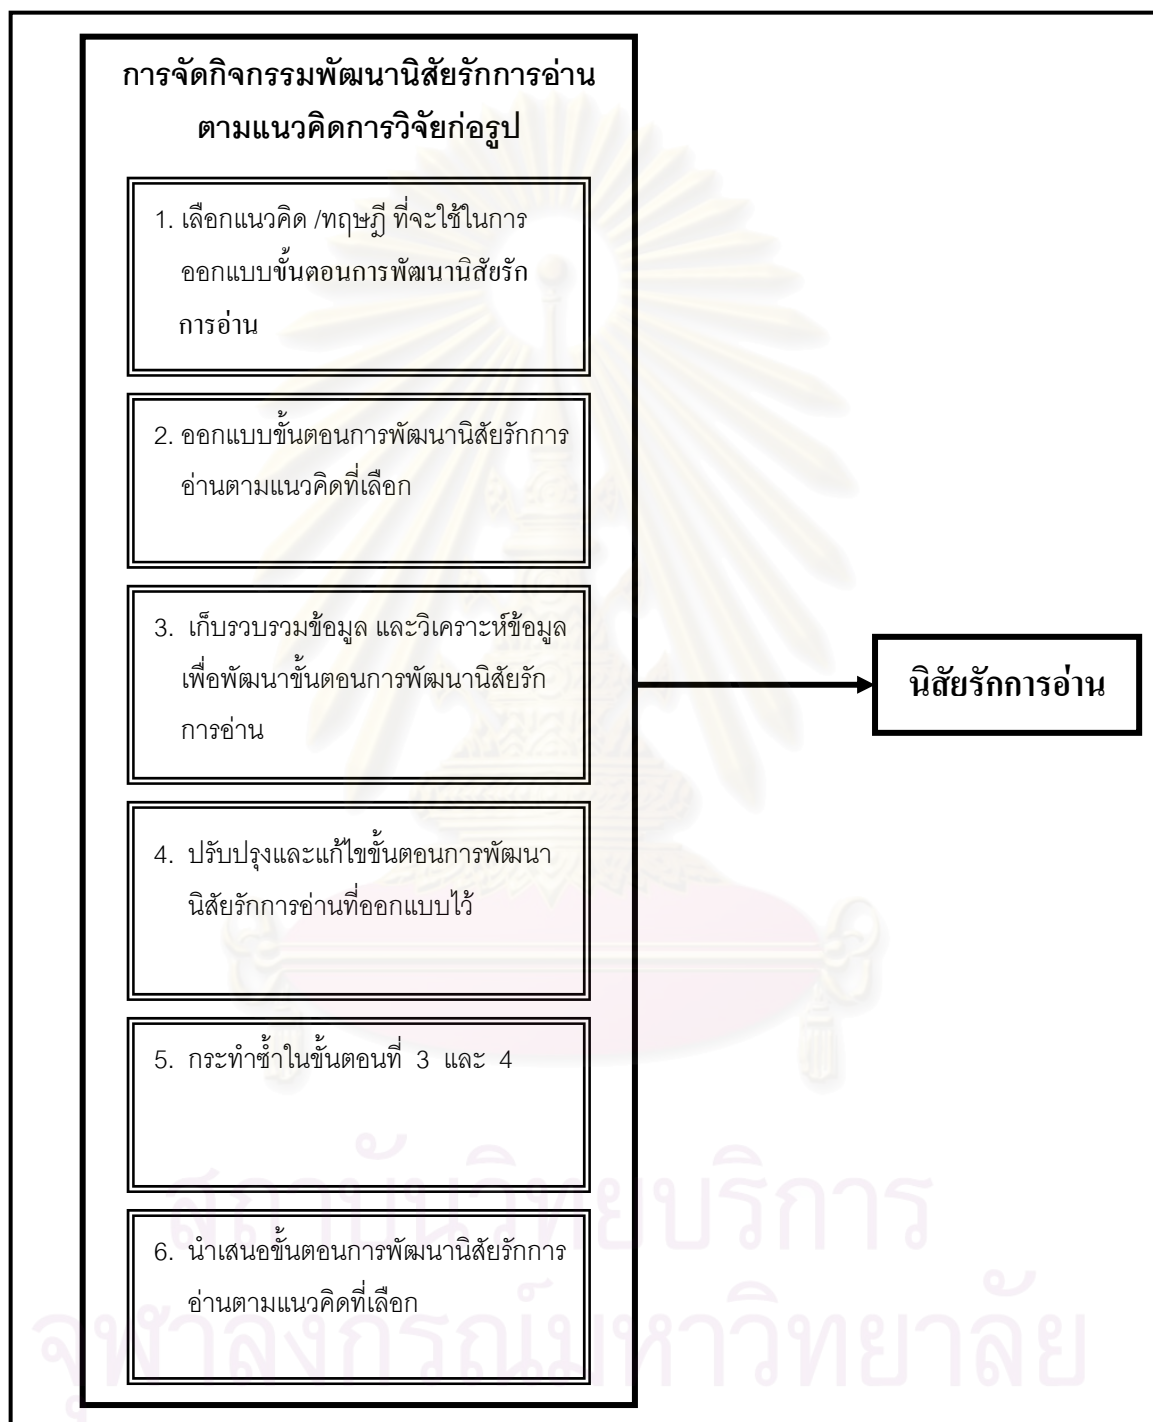 การจัดกิจกรรมพัฒนานิสัยรักการอ่าน
ตามแนวคิดการวิจัยก่อรูป
1. เลือกแนวคิด /ทฤษฎี ที่จะใช้ในการ
ออกแบบขั้นตอนการพัฒนานิสัยรัก
การอ่าน
2. ออกแบบขั้นตอนการพัฒนานิสัยรักการ
อ่านตามแนวคิดที่เลือก
3. เก็บรวบรวมข้อมูล และวิเคราะห์ข้อมูล
เพื่อพัฒนาขั้นตอนการพัฒนานิสัยรัก
การอ่าน
4. ปรับปรุงและแก้ไขขั้นตอนการพัฒนา
นิสัยรักการอ่านที่ออกแบบไว้
5. กระทำซ้ำในขั้นตอนที่ 3 และ 4
6. นำเสนอขั้นตอนการพัฒนานิสัยรักการ
อ่านตามแนวคิดที่เลือก
นิสัยรักการอ่าน
สถาบันวิทยบริการ
จุฬาลงกรณ์มหาวิทยาลัย